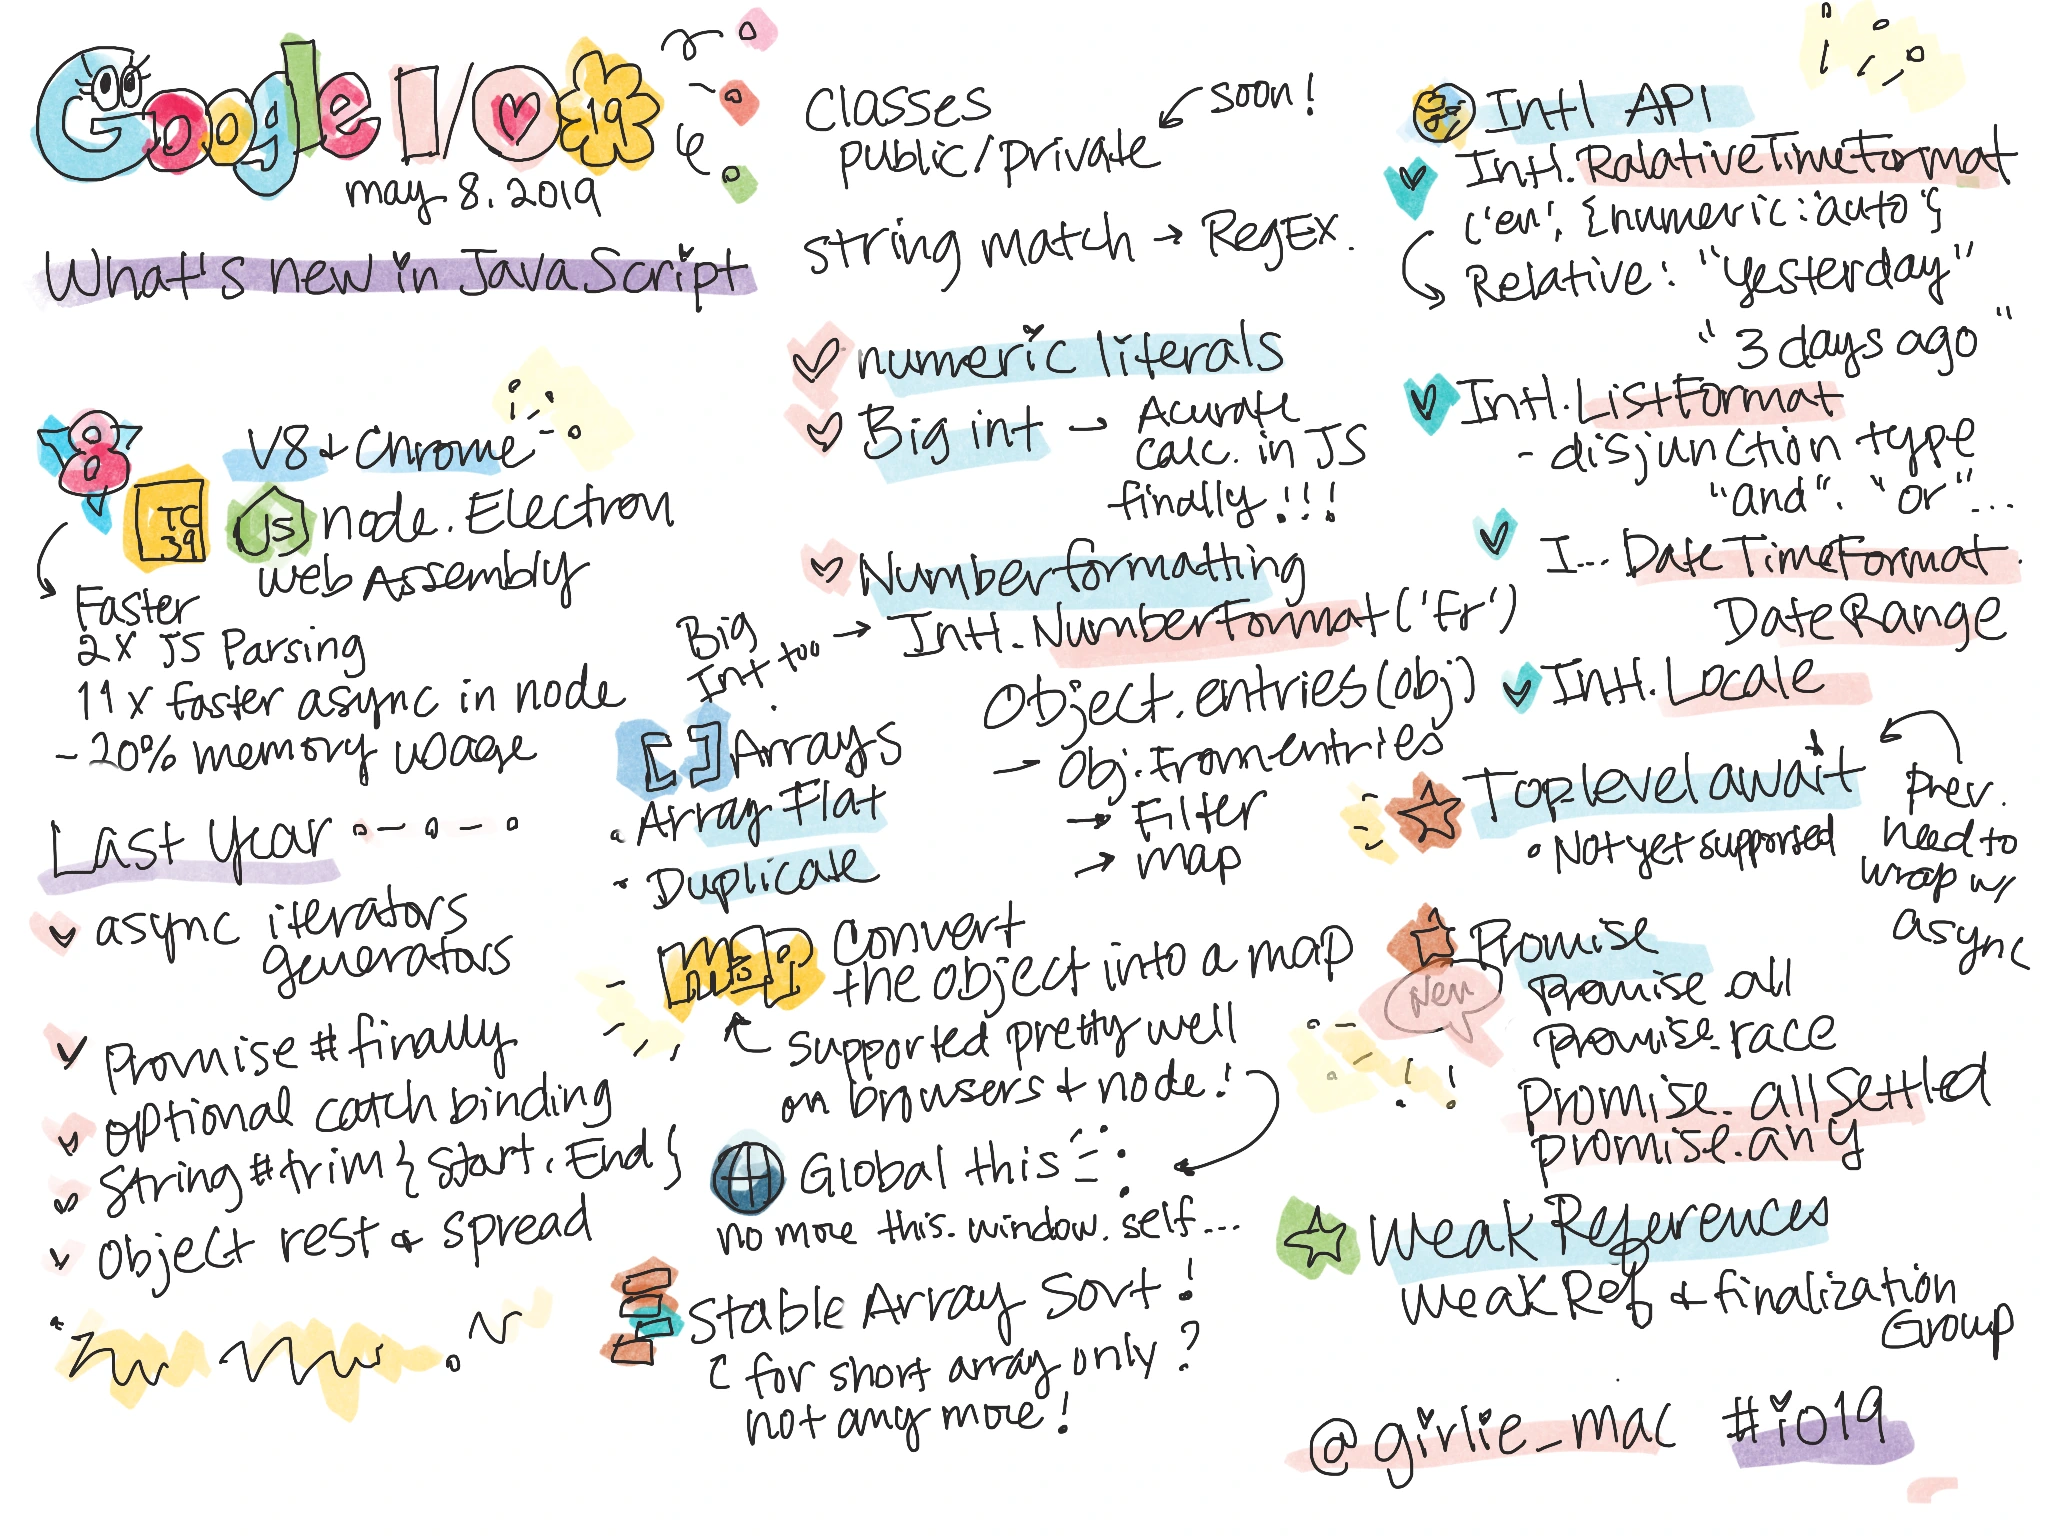 Google I/O 19
may 8. 2019
What's new in JavaScript
V8
TC
39
JS
V8 & Chrome
node. Electron
Web Assembly
Faster
2x JS Parsing
11x faster async in node
- 20% memory usage
Last Year
async iterators
generators
Promise # finally
optional catch binding
String # trim { Start, End }
Object rest & spread
Classes
public/private
soon!
string match → RegEx.
numeric literals
Big int → Acurate
calc. in JS
finally!!!
Number formatting
Big
Int too → Intl. NumberFormat ('Fr')
[ ] Arrays
• Array Flat
• Duplicate
Object. entries (obj)
→ Obj. Fromentries
→ Filter
→ map
map
Convert
the object into a map
supported pretty well
on browsers + node!
Global this
no more this. window. self...
Stable Array Sort!
for short array only?
not any more!
Intl API
Intl. RalativeTimeFormat
('en', {numeric: 'auto'}
Relative: "Yesterday"
"3 days ago"
Intl. ListFormat
- disjunction type
"and". "or"...
I... DateTimeFormat.
DateRange
Intl. Locale
Top level await
• Not yet supported
Prev.
need to
wrap w/
async
Promise
New
Promise. all
Promise. race
Promise. allSettled
promise. any
Weak References
Weak Ref & finalization
Group
@girlie_mac #io19